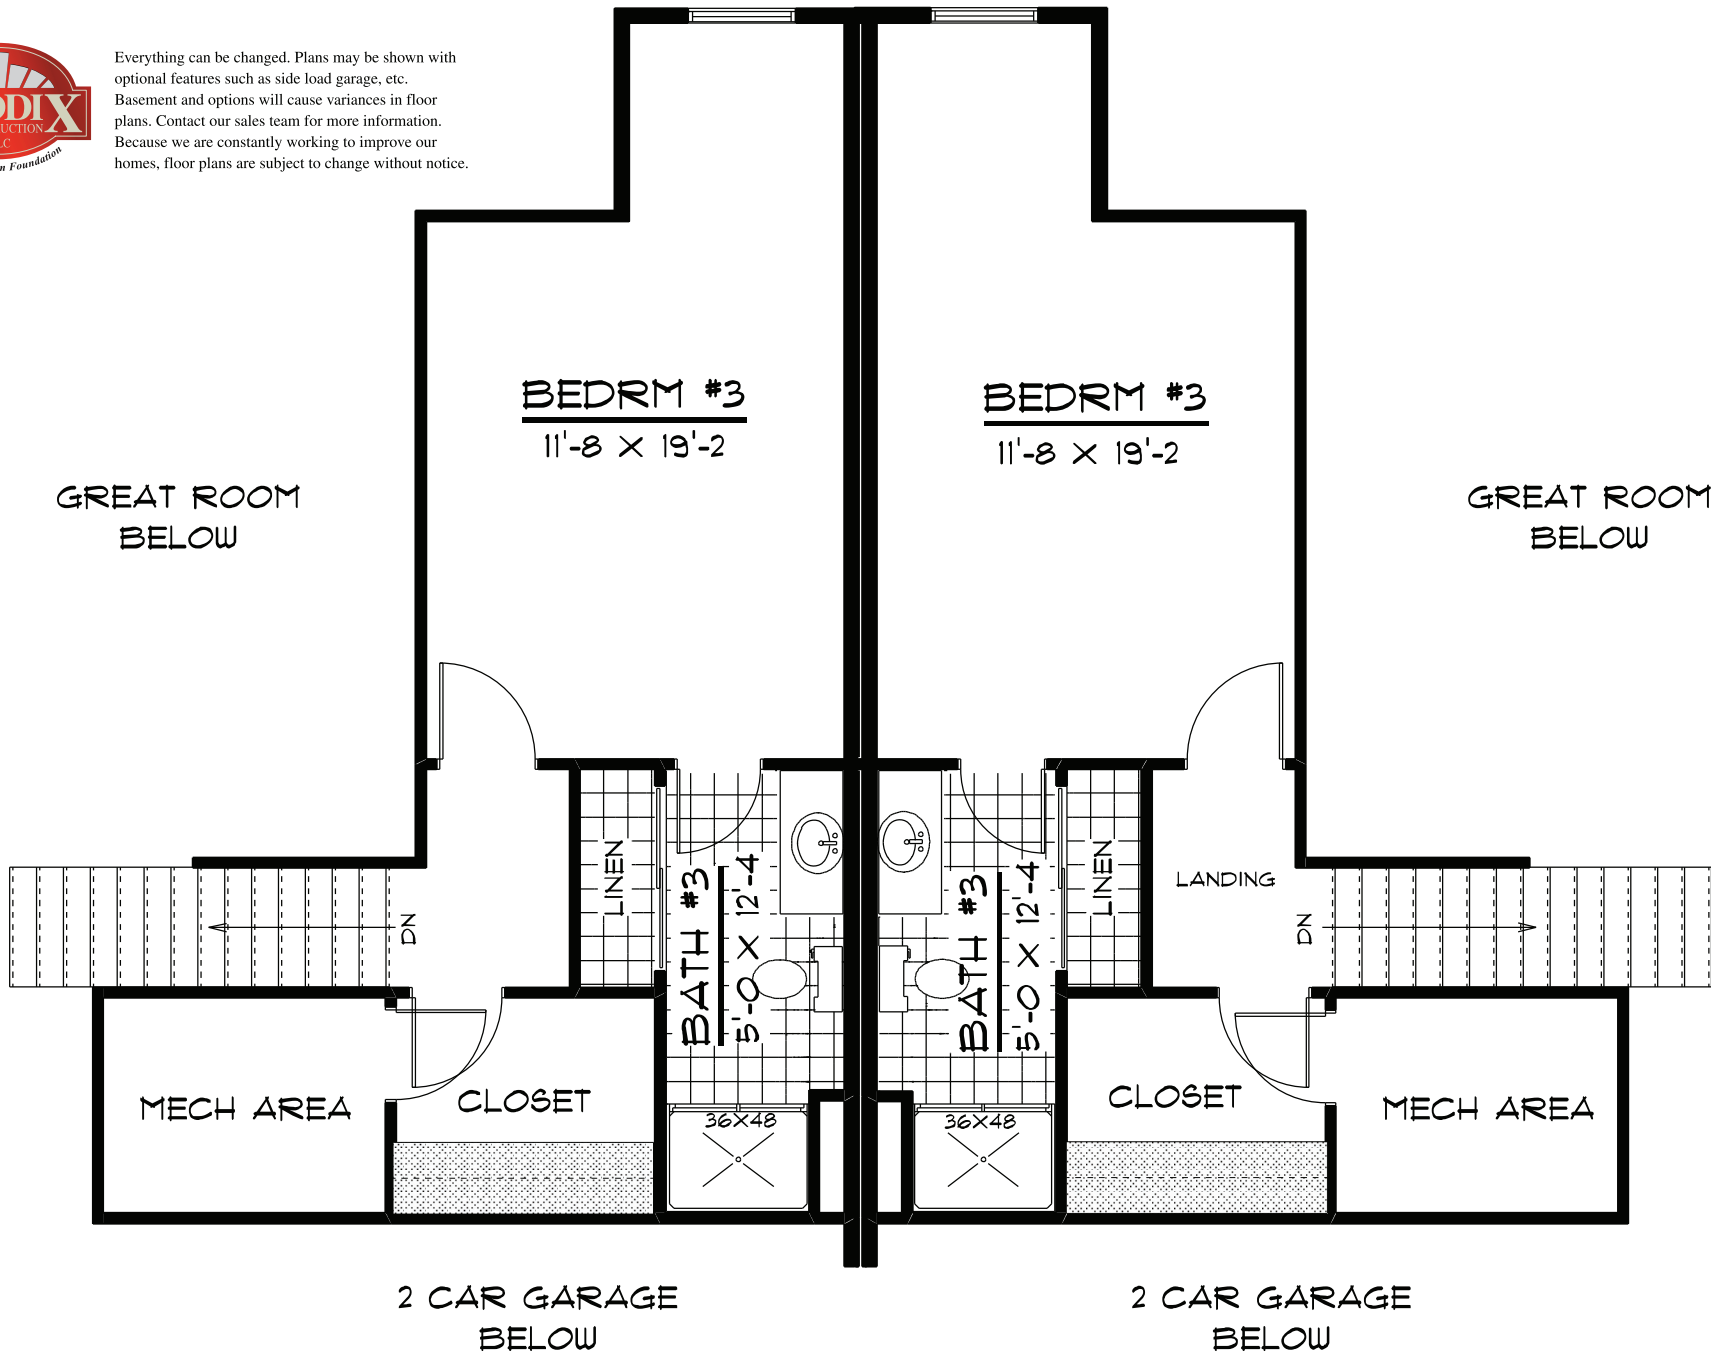 DDIX
UCTION
LC
n Foundation
Everything can be changed. Plans may be shown with
optional features such as side load garage, etc.
Basement and options will cause variances in floor
plans. Contact our sales team for more information.
Because we are constantly working to improve our
homes, floor plans are subject to change without notice.
BEDRM #3
11'-8 X 19'-2
BEDRM #3
11'-8 X 19'-2
GREAT ROOM
BELOW
GREAT ROOM
BELOW
LINEN
BATH #3
5'-0 X 12'-4
BATH #3
5'-0 X 12'-4
LINEN
LANDING
DN
DN
MECH AREA
CLOSET
36X48
36X48
CLOSET
MECH AREA
2 CAR GARAGE
BELOW
2 CAR GARAGE
BELOW